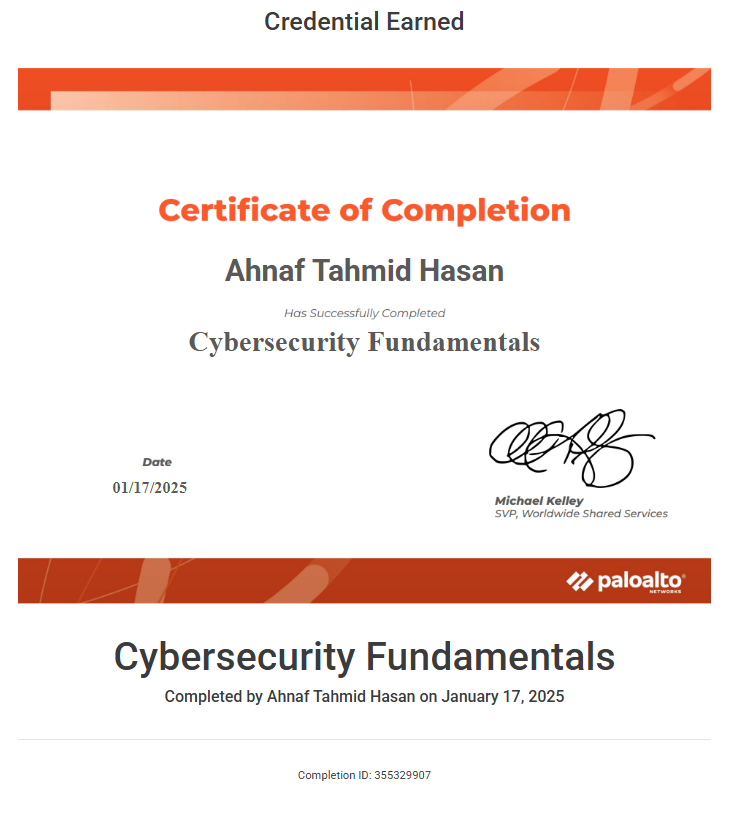 Credential Earned
Certificate of Completion
Ahnaf Tahmid Hasan
Has Successfully Completed
Cybersecurity Fundamentals
Date
01/17/2025
Michael Kelley
SVP, Worldwide Shared Services
paloalto®
NETWORKS
Cybersecurity Fundamentals
Completed by Ahnaf Tahmid Hasan on January 17, 2025
Completion ID: 355329907